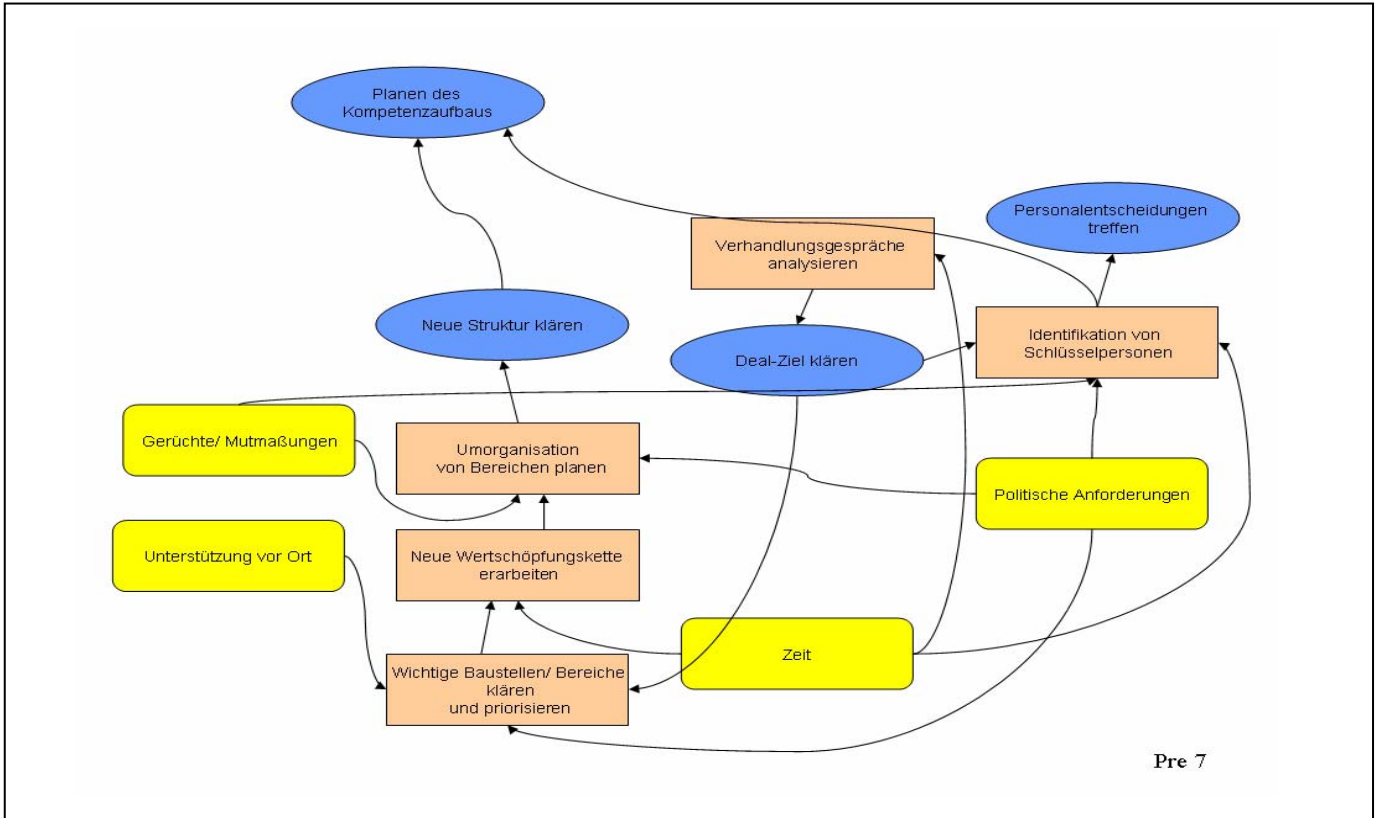 Planen des
Kompetenzaufbaus
Personalentscheidungen
treffen
Verhandlungsgespräche
analysieren
Neue Struktur klären
Deal-Ziel klären
Identifikation von
Schlüsselpersonen
Gerüchte/ Mutmaßungen
Umorganisation
von Bereichen planen
Politische Anforderungen
Unterstützung vor Ort
Neue Wertschöpfungskette
erarbeiten
Zeit
Wichtige Baustellen/ Bereiche
klären
und priorisieren
Pre 7